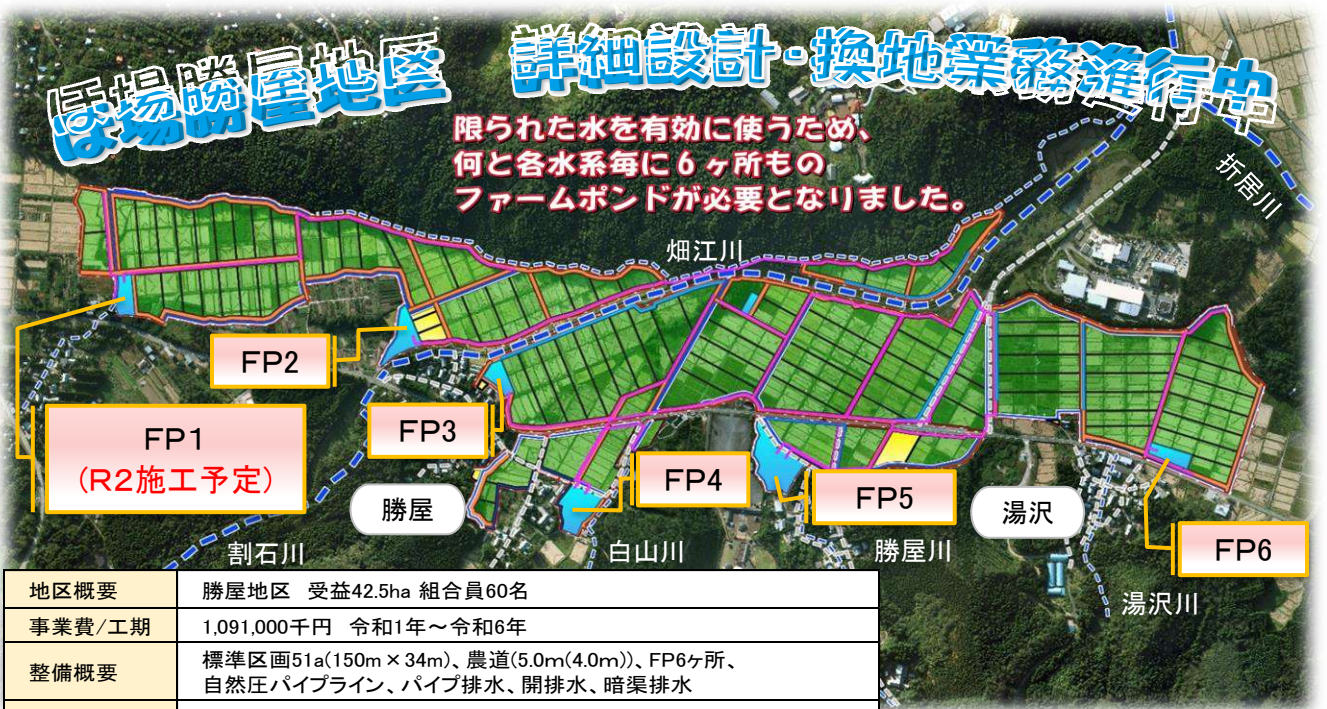 ほ場勝屋地区 詳細設計・換地業務進行中
限られた水を有効に使うため、
何と各水系毎に６ヶ所もの
ファームポンドが必要となりました。
折居川
畑江川
FP2
FP1
(R2施工予定)
FP3
FP4
FP5
FP6
勝屋
湯沢
割石川
白山川
勝屋川
湯沢川
地区概要 勝屋地区 受益42.5ha 組合員60名
事業費/工期 1,091,000千円 令和1年～令和6年
整備概要 標準区画51a(150m×34m)、農道(5.0m(4.0m))、FP6ヶ所、
自然圧パイプライン、パイプ排水、開排水、暗渠排水